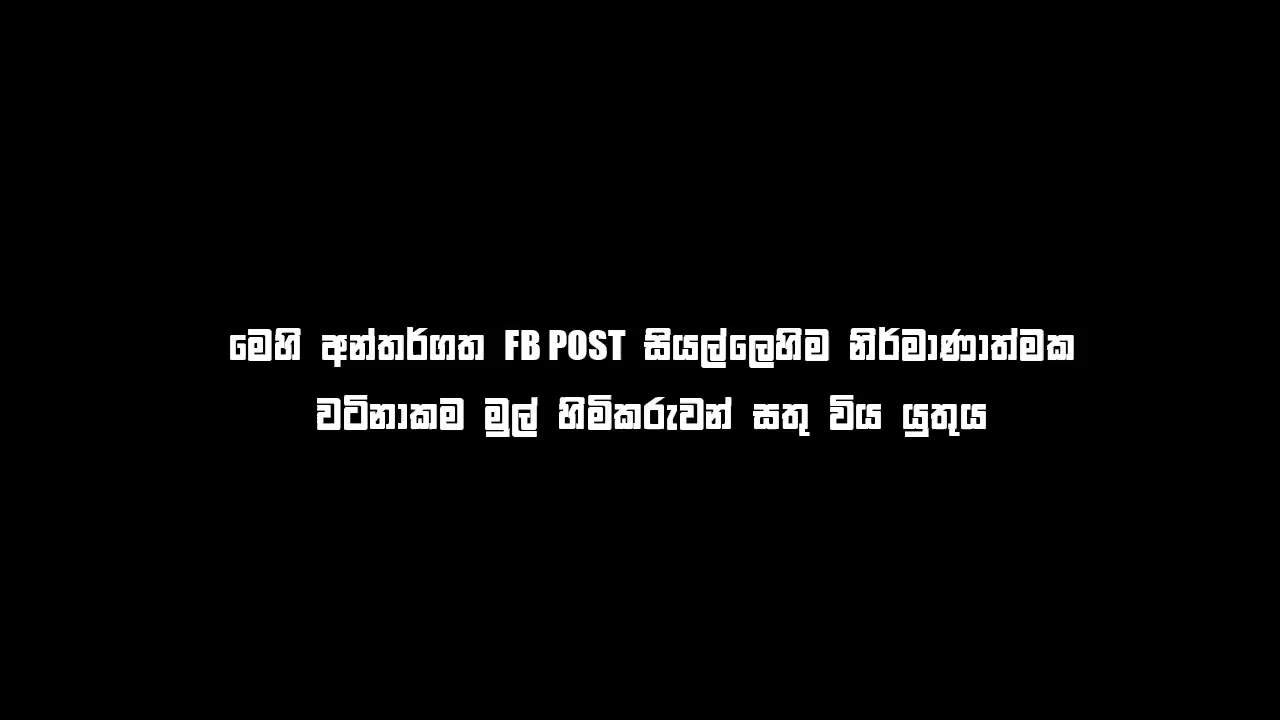 මෙහි අන්තර්ගත FB POST සියල්ලෙහිම නිර්මාණාත්මක
වටිනාකම මුල් හිමිකරුවන් සතු විය යුතුය